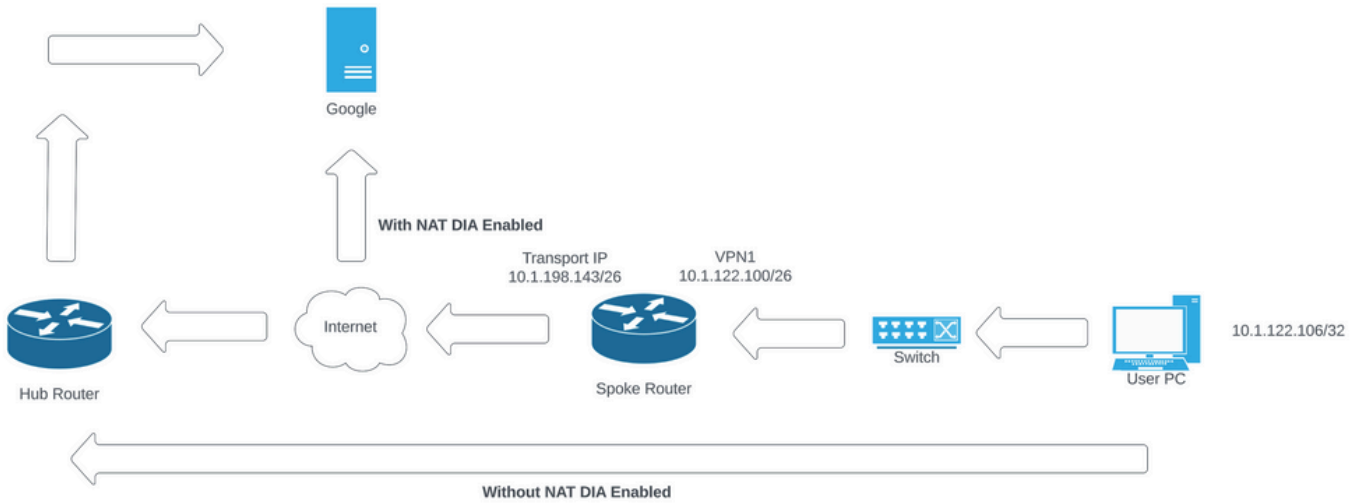 Google
With NAT DIA Enabled
Transport IP
10.1.198.143/26
VPN1
10.1.122.100/26
Internet
Switch
10.1.122.106/32
User PC
Hub Router
Spoke Router
Without NAT DIA Enabled